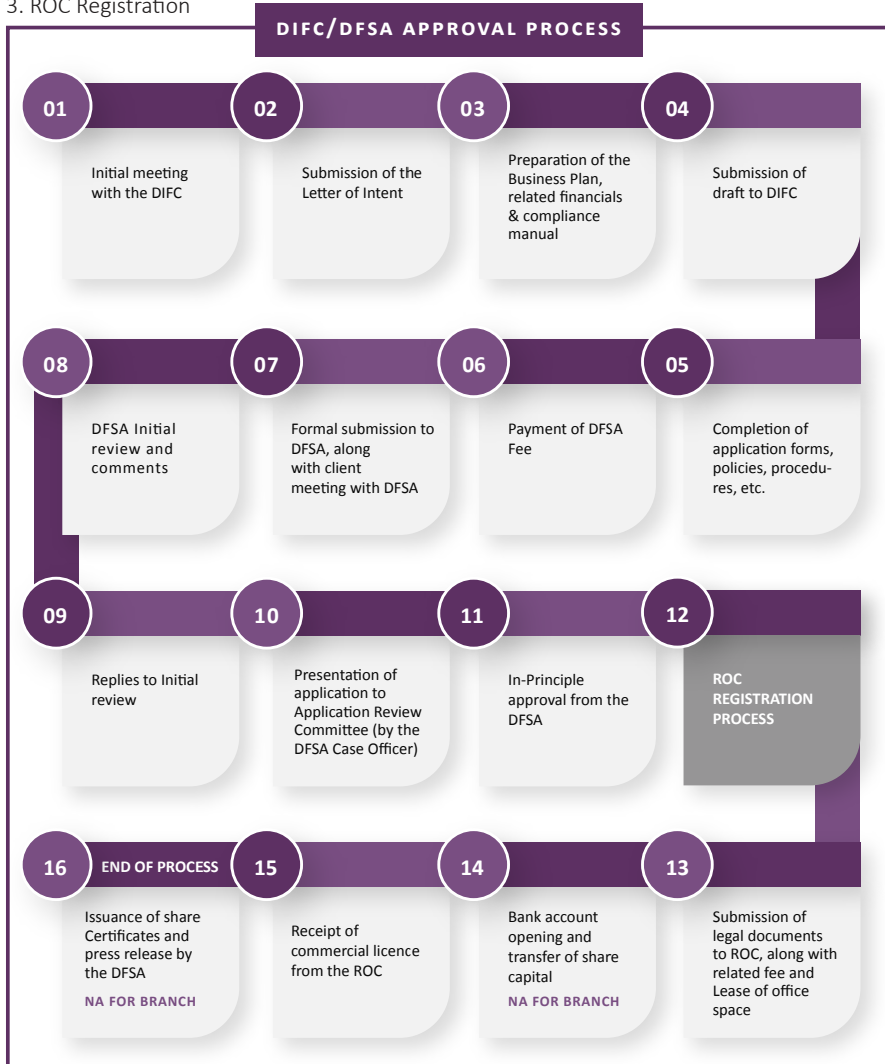 3. ROC Registration
DIFC/DFSA APPROVAL PROCESS
01
Initial meeting
with the DIFC
02
Submission of the
Letter of Intent
03
Preparation of the
Business Plan,
related financials
& compliance
manual
04
Submission of
draft to DIFC
05
Completion of
application forms,
policies, procedu-
res, etc.
06
Payment of DFSA
Fee
07
Formal submission to
DFSA, along
with client
meeting with DFSA
08
DFSA Initial
review and
comments
09
Replies to Initial
review
10
Presentation of
application to
Application Review
Committee (by the
DFSA Case Officer)
11
In-Principle
approval from the
DFSA
12
ROC
REGISTRATION
PROCESS
13
Submission of
legal documents
to ROC, along with
related fee and
Lease of office
space
14
Bank account
opening and
transfer of share
capital
NA FOR BRANCH
15
Receipt of
commercial licence
from the ROC
16
END OF PROCESS
Issuance of share
Certificates and
press release by
the DFSA
NA FOR BRANCH